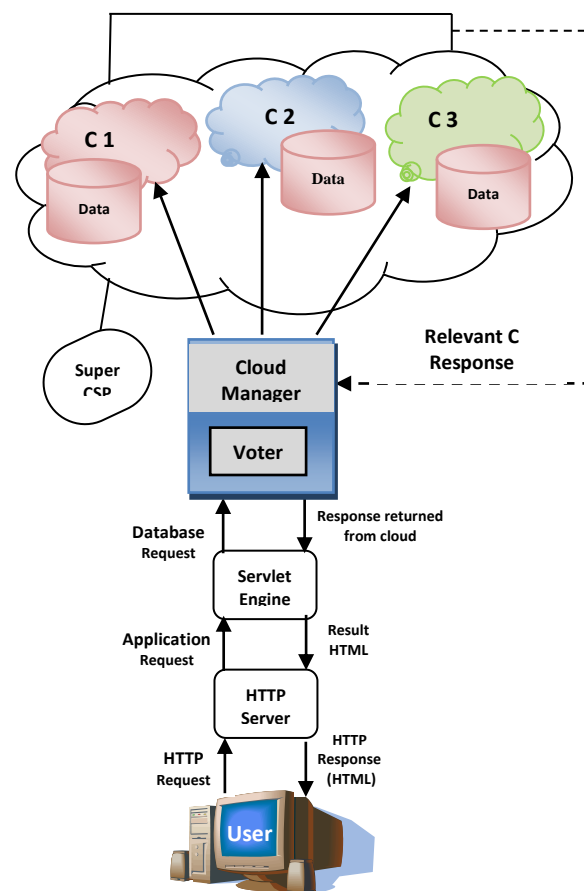 C 1
C 2
C 3
Data
Data
Data
Super
CSP
Relevant C
Response
Cloud
Manager
Voter
Database
Request
Response returned
from cloud
Servlet
Engine
Application
Request
Result
HTML
HTTP
Server
HTTP
Request
HTTP
Response
(HTML)
User